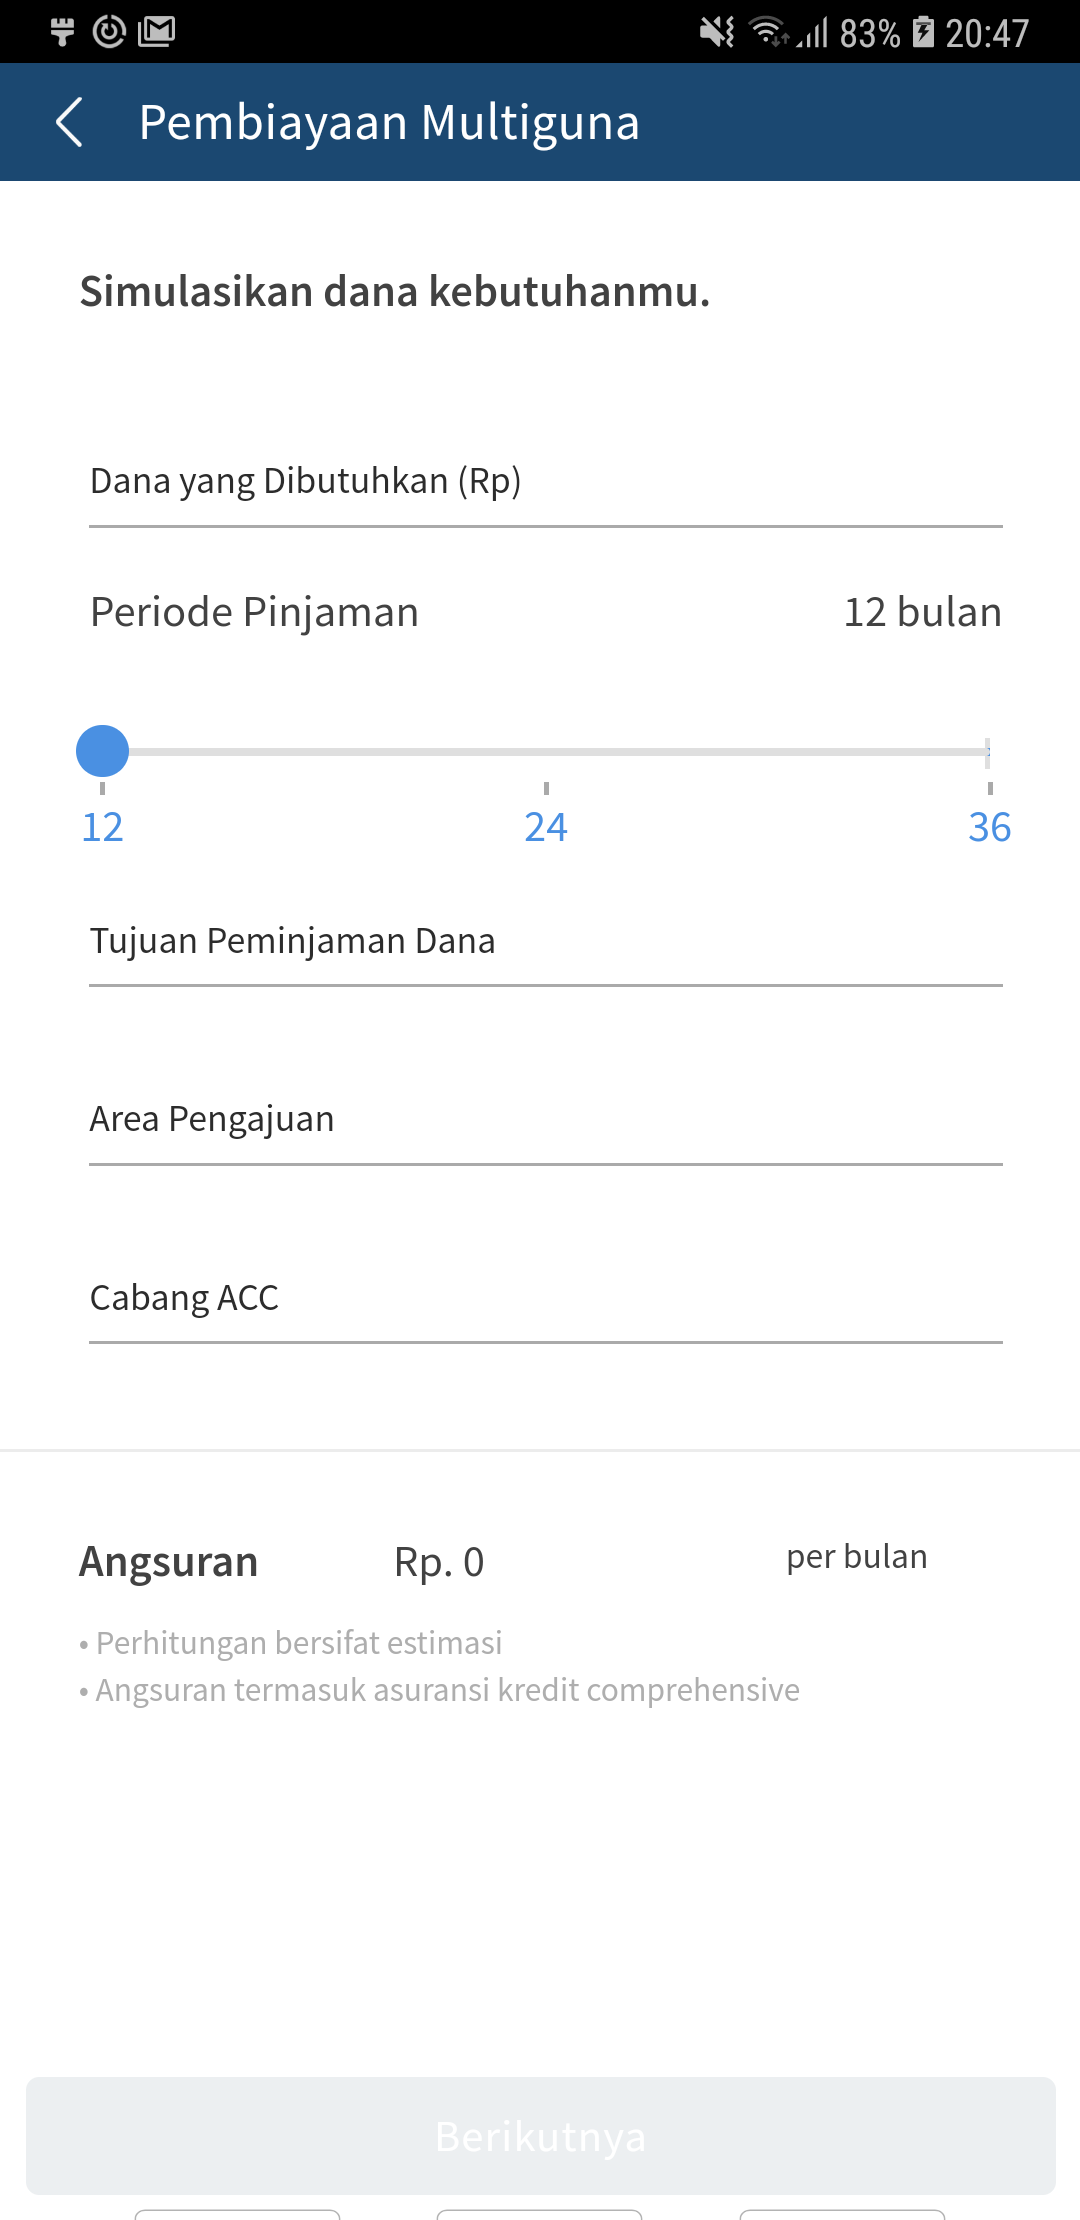 83% 20:47
Pembiayaan Multiguna
Simulasikan dana kebutuhanmu.
Dana yang Dibutuhkan (Rp)
Periode Pinjaman 12 bulan
12 24 36
Tujuan Peminjaman Dana
Area Pengajuan
Cabang ACC
Angsuran Rp. 0 per bulan
• Perhitungan bersifat estimasi
• Angsuran termasuk asuransi kredit comprehensive
Berikutnya